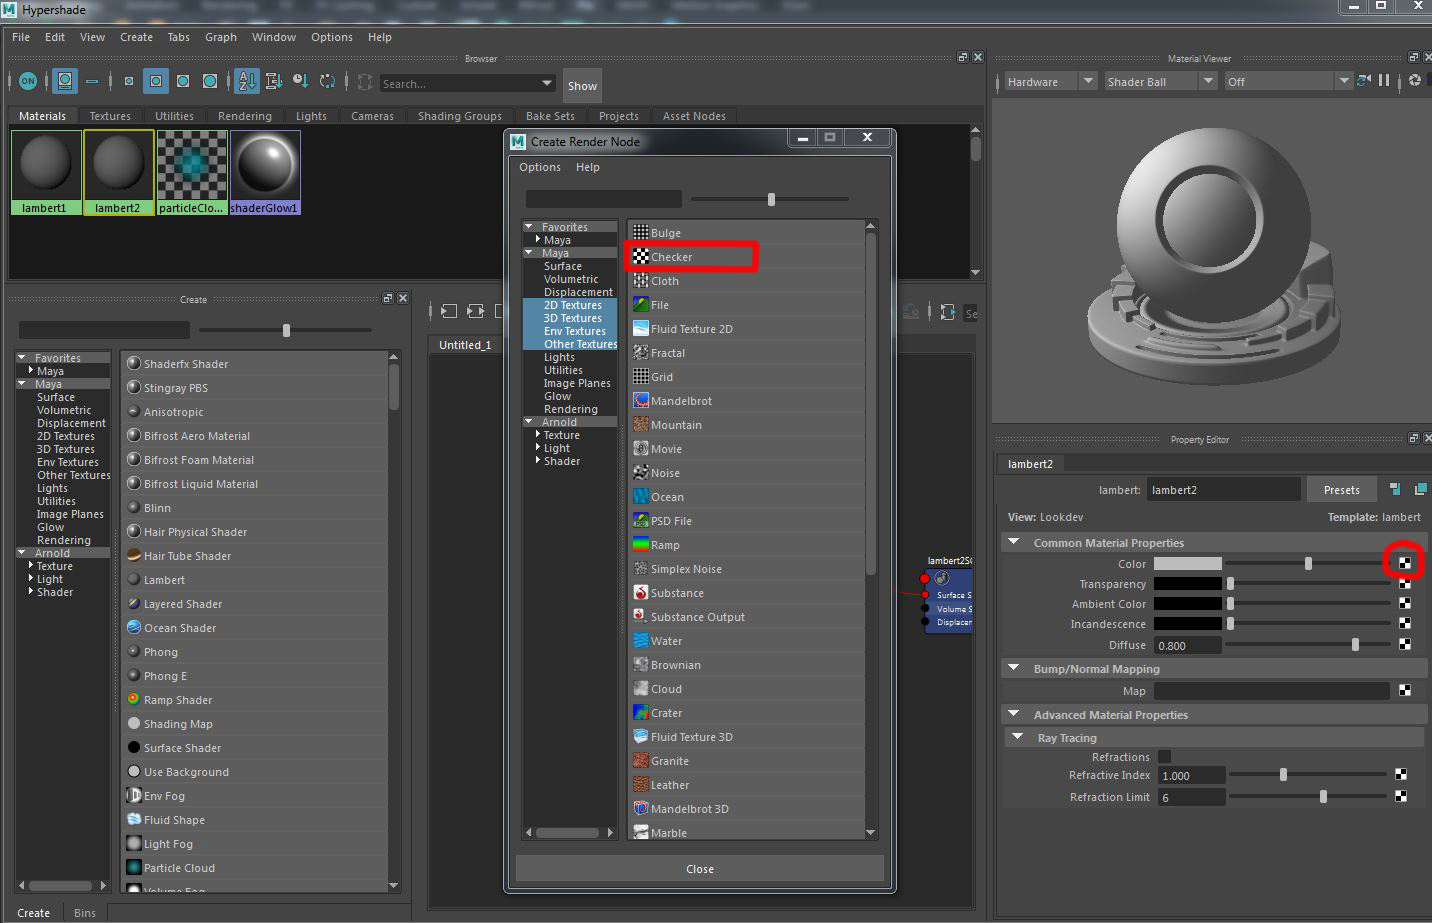 Hypershade
File Edit View Create Tabs Graph Window Options Help
Browser
ON
Search...
Show
Materials Textures Utilities Rendering Lights Cameras Shading Groups Bake Sets Projects Asset Nodes
lambert1 lambert2 particleClo... shaderGlow1
Create
Favorites
Maya
Maya
Surface
Volumetric
Displacement
2D Textures
3D Textures
Env Textures
Other Textures
Lights
Utilities
Image Planes
Glow
Rendering
Arnold
Texture
Light
Shader
Shaderfx Shader
Stingray PBS
Anisotropic
Bifrost Aero Material
Bifrost Foam Material
Bifrost Liquid Material
Blinn
Hair Physical Shader
Hair Tube Shader
Lambert
Layered Shader
Ocean Shader
Phong
Phong E
Ramp Shader
Shading Map
Surface Shader
Use Background
Env Fog
Fluid Shape
Light Fog
Particle Cloud
Volume Fog
Create Bins
Untitled_1
Se
lambert2SG
Surface S
Volume S
Displacem
Create Render Node
Options Help
Favorites
Maya
Maya
Surface
Volumetric
Displacement
2D Textures
3D Textures
Env Textures
Other Textures
Lights
Utilities
Image Planes
Glow
Rendering
Arnold
Texture
Light
Shader
Bulge
Checker
Cloth
File
Fluid Texture 2D
Fractal
Grid
Mandelbrot
Mountain
Movie
Noise
Ocean
PSD File
Ramp
Simplex Noise
Substance
Substance Output
Water
Brownian
Cloud
Crater
Fluid Texture 3D
Granite
Leather
Mandelbrot 3D
Marble
Close
Material Viewer
Hardware Shader Ball Off
Property Editor
lambert2
lambert: lambert2 Presets
View: Lookdev Template: lambert
Common Material Properties
Color
Transparency
Ambient Color
Incandescence
Diffuse 0.800
Bump/Normal Mapping
Map
Advanced Material Properties
Ray Tracing
Refractions
Refractive Index 1.000
Refraction Limit 6